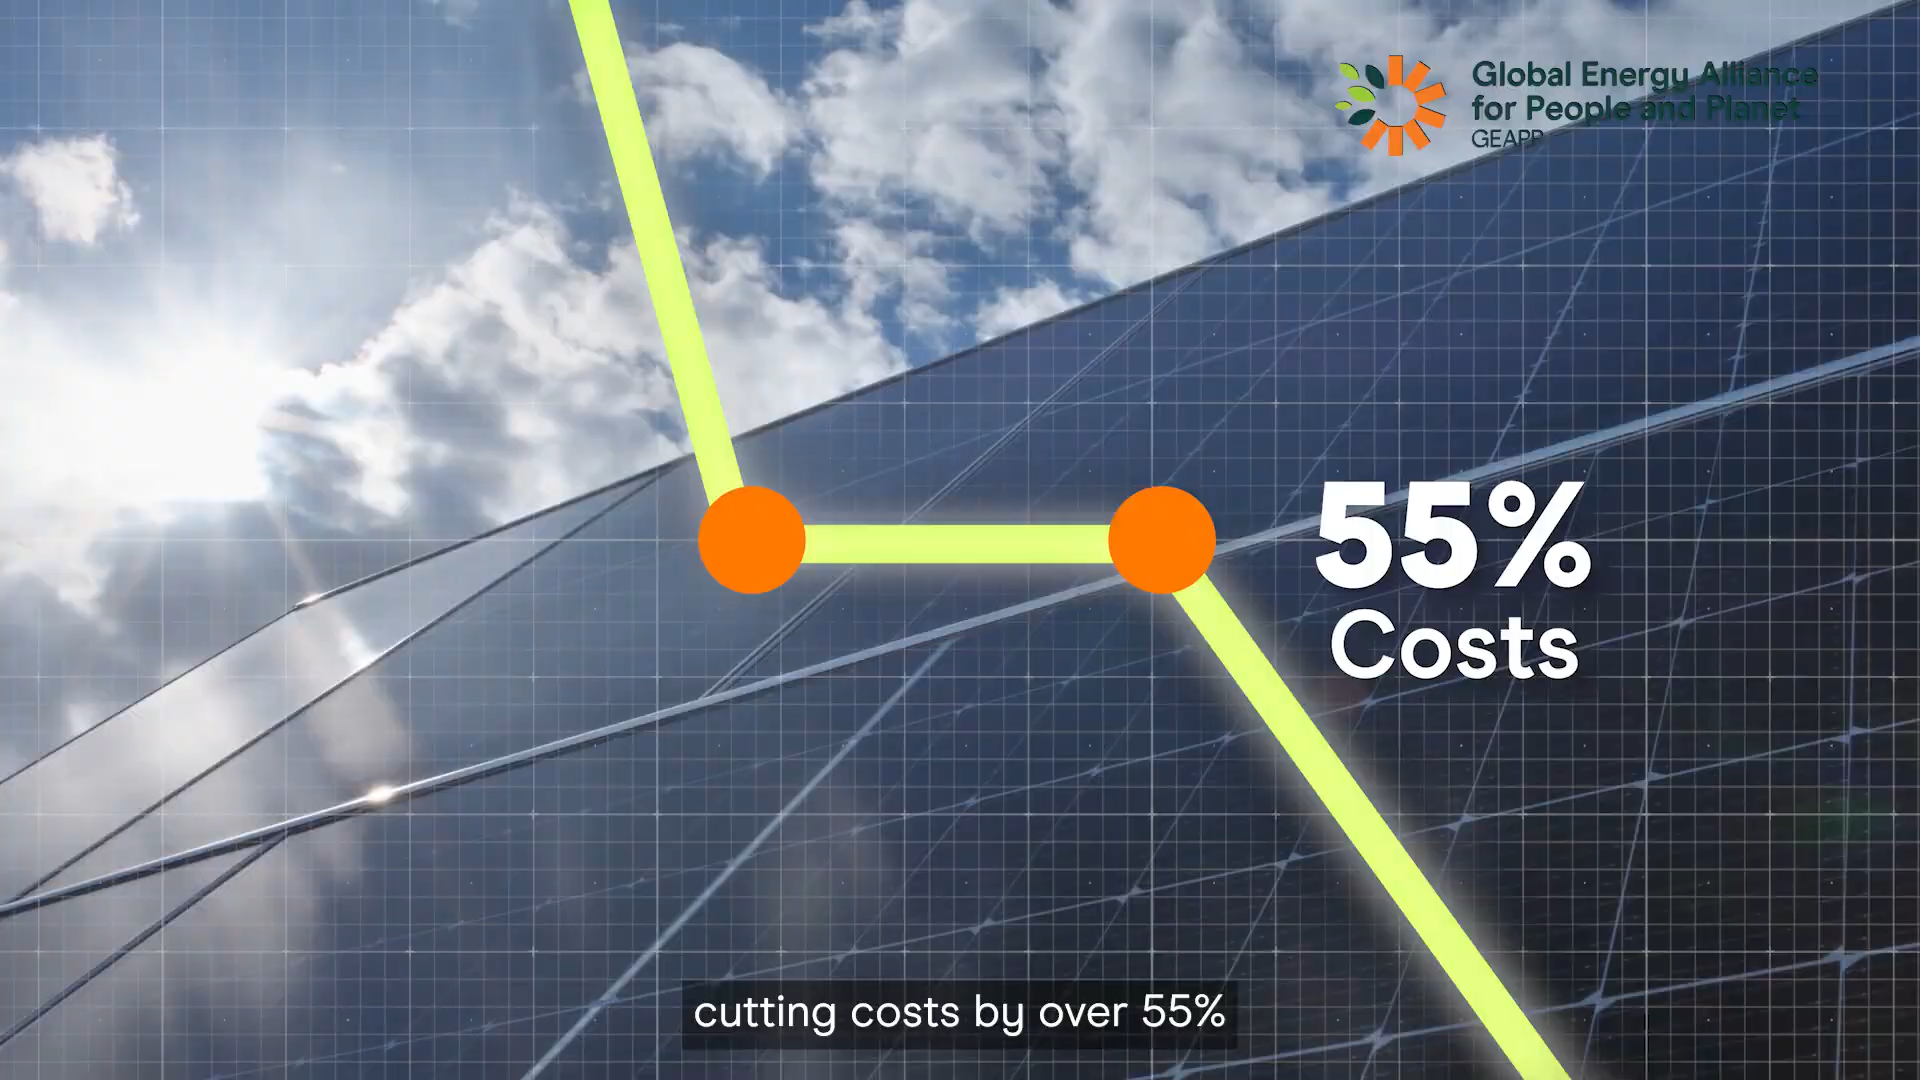 Global Energy Alliance
for People and Planet
GEAPP
55%
Costs
cutting costs by over 55%